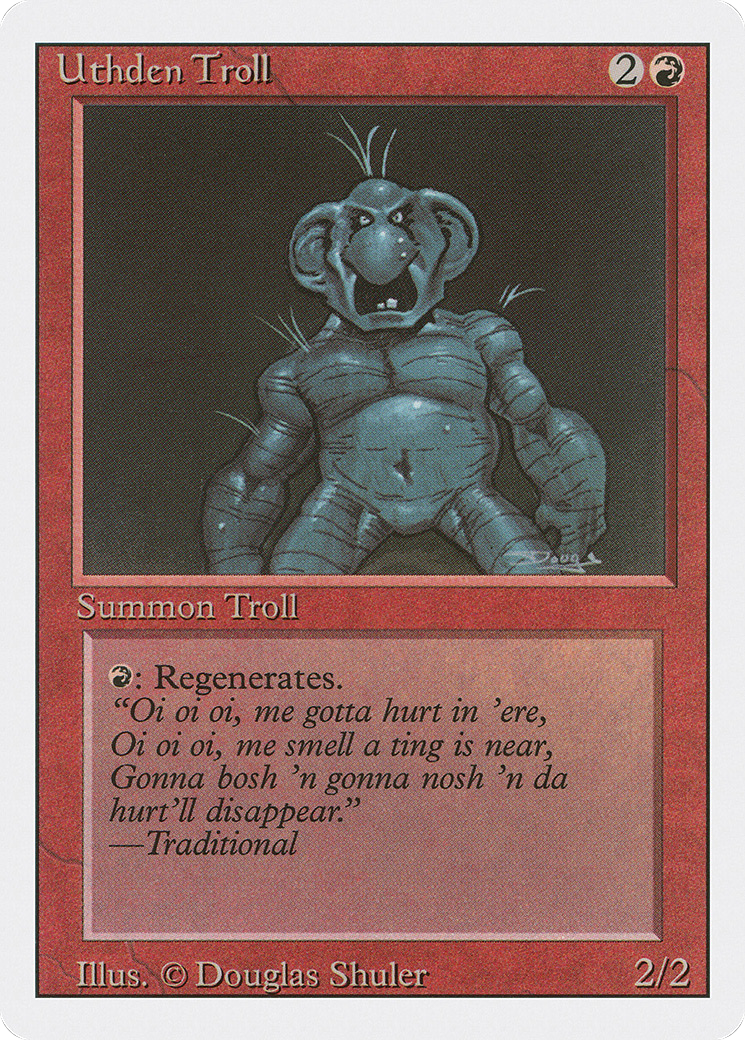 Uthden Troll
2
Doug
Summon Troll
: Regenerates.
“Oi oi oi, me gotta hurt in ’ere,
Oi oi oi, me smell a ting is near,
Gonna bosh ’n gonna nosh ’n da
hurt’ll disappear.”
—Traditional
Illus. © Douglas Shuler
2/2